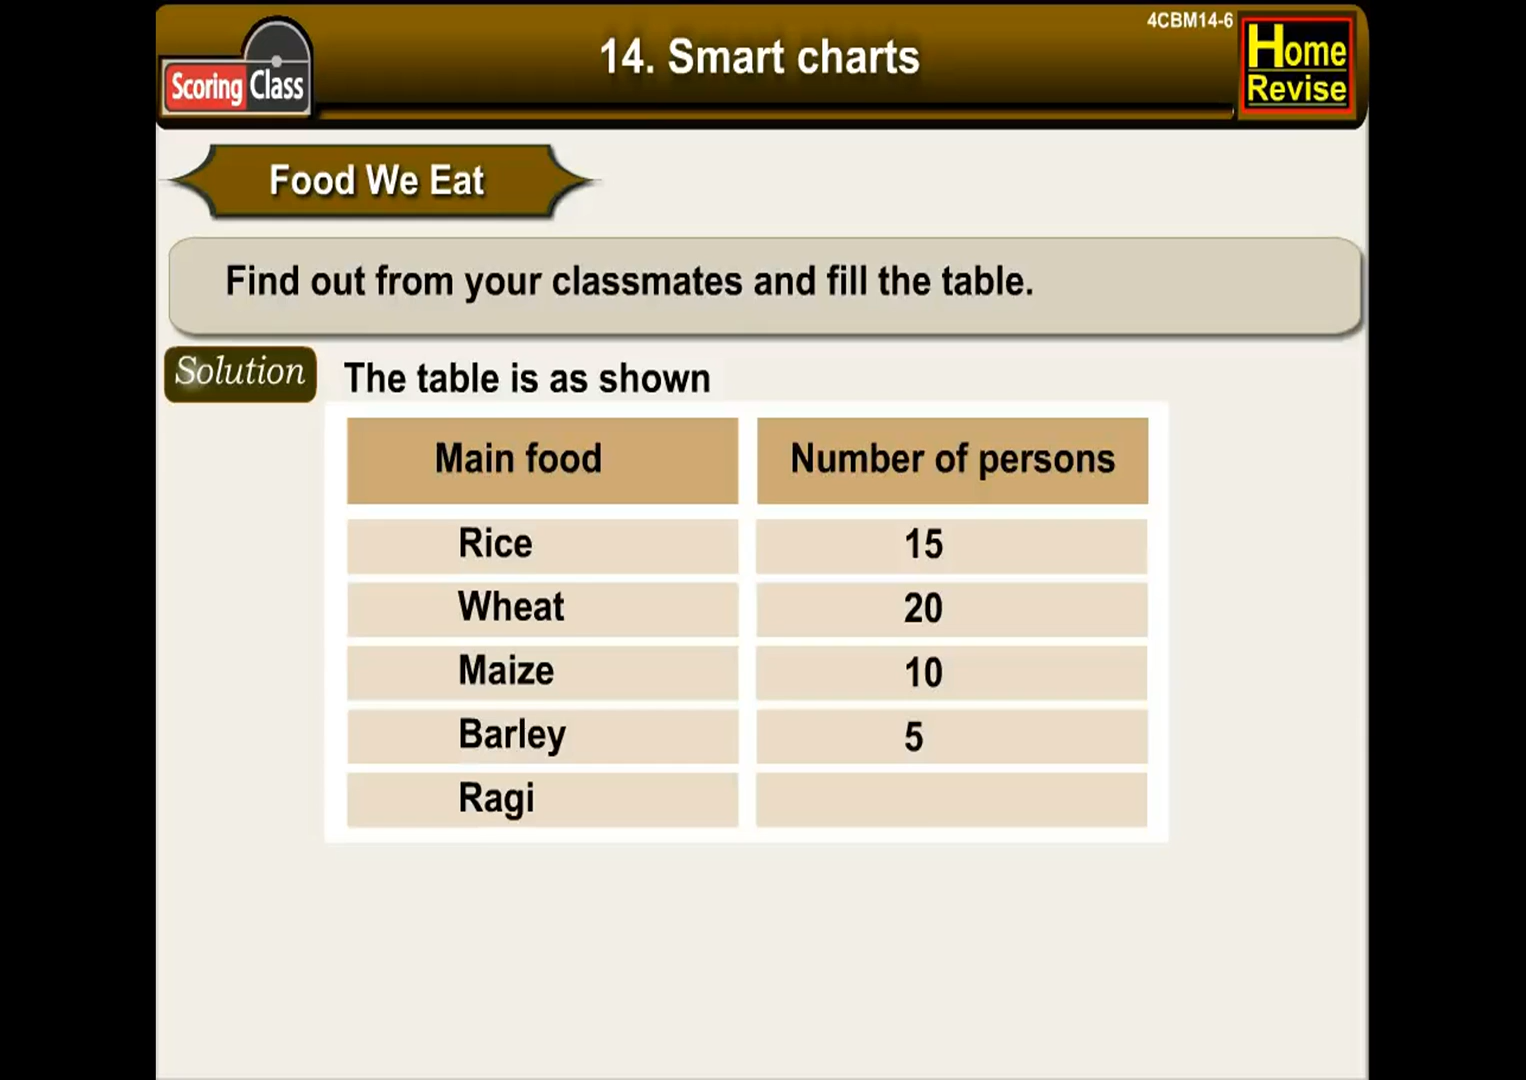 4CBM14-6
Scoring Class
14. Smart charts
Home
Revise
Food We Eat
Find out from your classmates and fill the table.
Solution
The table is as shown
Main food Number of persons
Rice 15
Wheat 20
Maize 10
Barley 5
Ragi